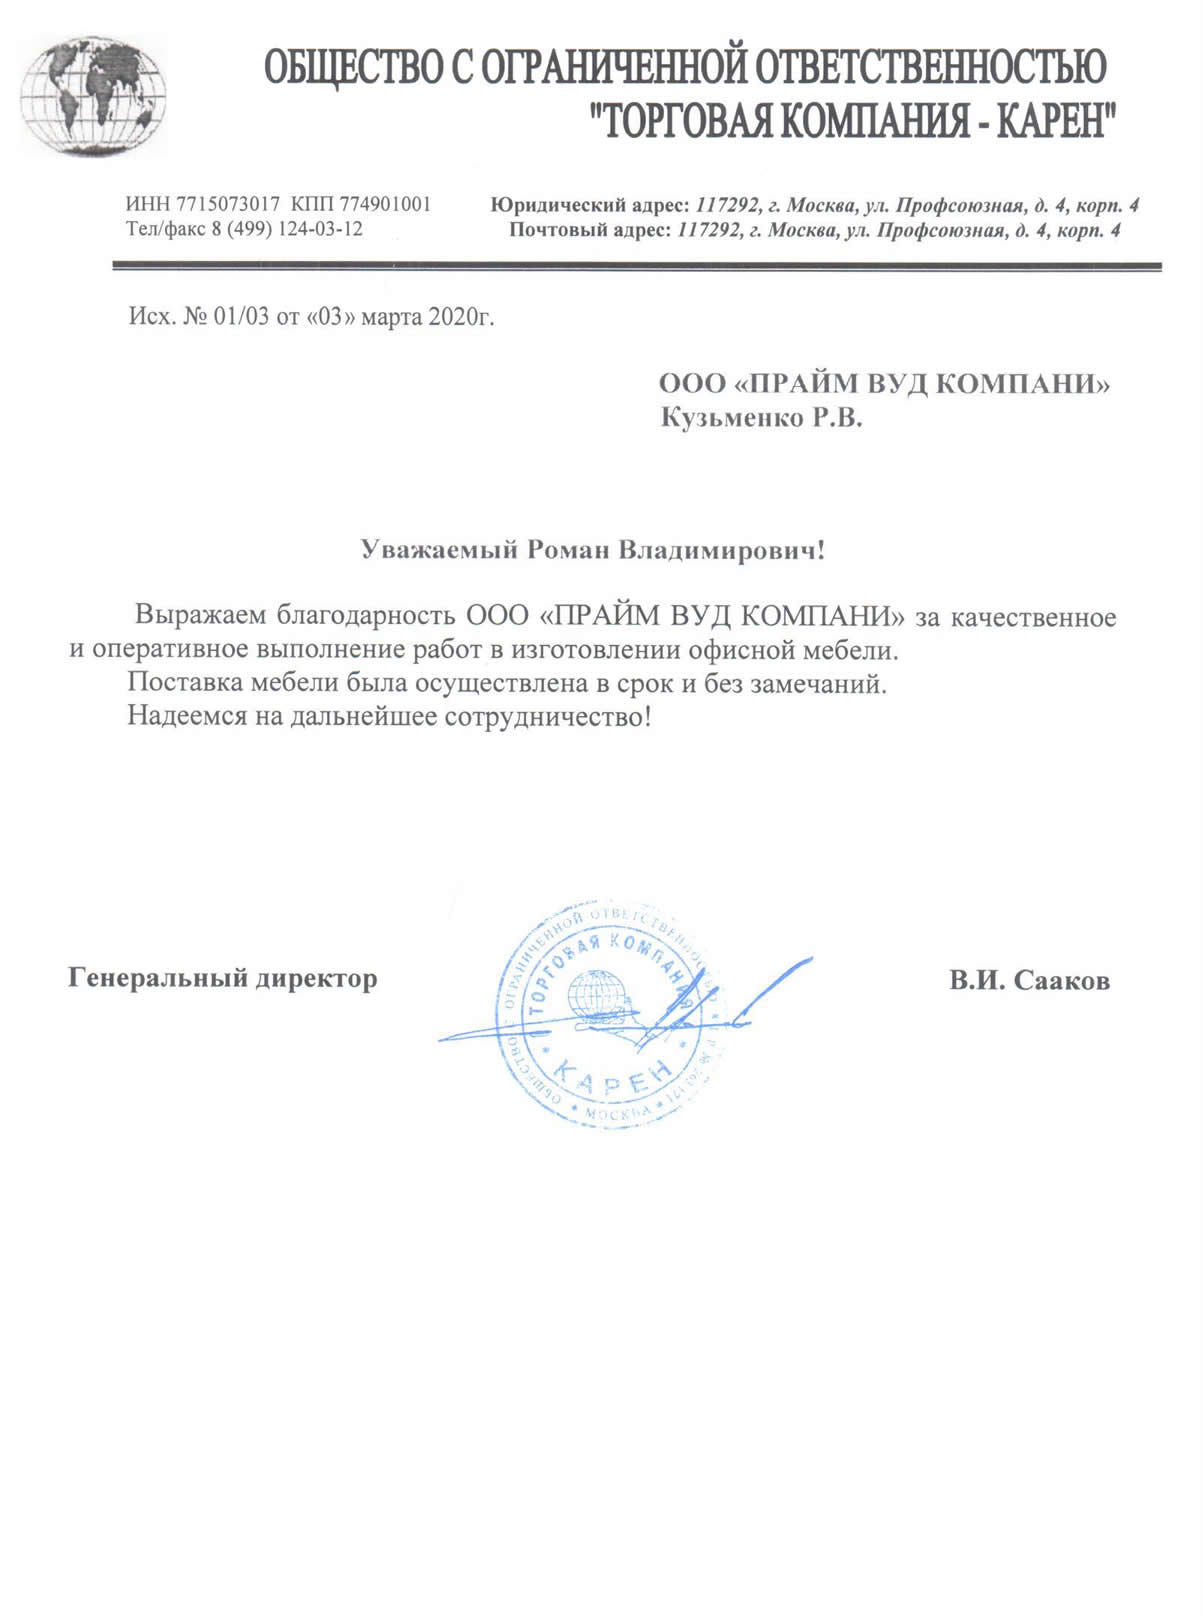 ОБЩЕСТВО С ОГРАНИЧЕННОЙ ОТВЕТСТВЕННОСТЬЮ
"ТОРГОВАЯ КОМПАНИЯ - КАРЕН"
ИНН 7715073017 КПП 774901001
Тел/факс 8 (499) 124-03-12
Юридический адрес: 117292, г. Москва, ул. Профсоюзная, д. 4, корп. 4
Почтовый адрес: 117292, г. Москва, ул. Профсоюзная, д. 4, корп. 4
Исх. № 01/03 от «03» марта 2020г.
ООО «ПРАЙМ ВУД КОМПАНИ»
Кузьменко Р.В.
Уважаемый Роман Владимирович!
Выражаем благодарность ООО «ПРАЙМ ВУД КОМПАНИ» за качественное
и оперативное выполнение работ в изготовлении офисной мебели.
Поставка мебели была осуществлена в срок и без замечаний.
Надеемся на дальнейшее сотрудничество!
Генеральный директор
ОБЩЕСТВО С ОГРАНИЧЕННОЙ ОТВЕТСТВЕННОСТЬЮ
ТОРГОВАЯ КОМПАНИЯ
* КАРЕН *
* МОСКВА *
В.И. Сааков